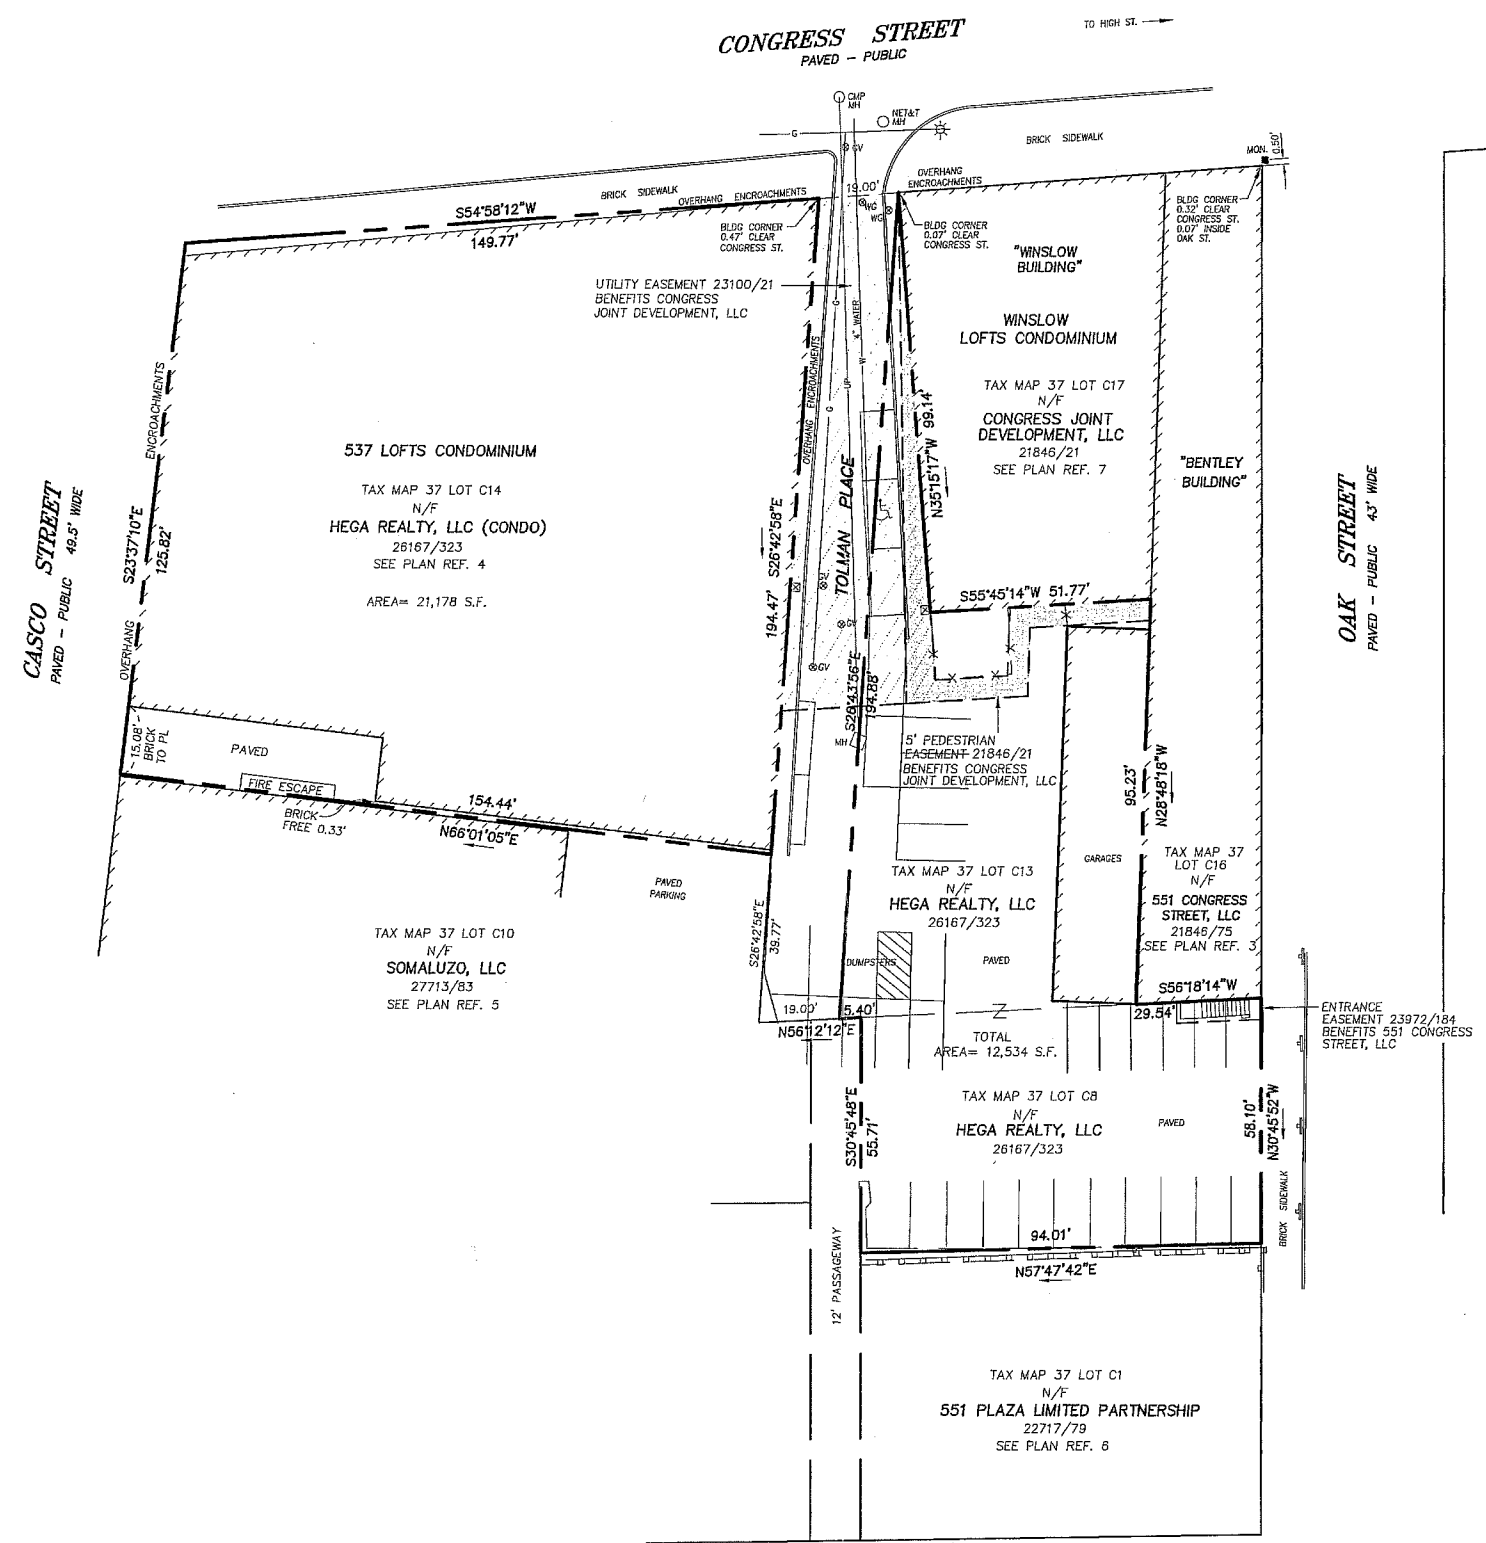 CONGRESS STREET
PAVED – PUBLIC
TO HIGH ST.
CMP
MH
NET&T
MH
G
GV
BRICK SIDEWALK
MON.
0.50'
OVERHANG
ENCROACHMENTS
BRICK SIDEWALK
OVERHANG ENCROACHMENTS
19.00'
WG
WG
S54°58'12"W
149.77'
BLDG CORNER
0.47' CLEAR
CONGRESS ST.
BLDG CORNER
0.07' CLEAR
CONGRESS ST.
BLDG CORNER
0.32' CLEAR
CONGRESS ST.
0.07' INSIDE
OAK ST.
"WINSLOW
BUILDING"
UTILITY EASEMENT 23100/21
BENEFITS CONGRESS
JOINT DEVELOPMENT, LLC
G
4" WATER
W
UP
G
OVERHANG ENCROACHMENTS
WINSLOW
LOFTS CONDOMINIUM
TAX MAP 37 LOT C17
N/F
CONGRESS JOINT
DEVELOPMENT, LLC
21846/21
SEE PLAN REF. 7
99.14'
N35°15'17"W
"BENTLEY
BUILDING"
OAK STREET
PAVED – PUBLIC 43' WIDE
CASCO STREET
PAVED – PUBLIC 49.5' WIDE
OVERHANG ENCROACHMENTS
S23°37'10"E
125.82'
537 LOFTS CONDOMINIUM
TAX MAP 37 LOT C14
N/F
HEGA REALTY, LLC (CONDO)
26167/323
SEE PLAN REF. 4
AREA= 21,178 S.F.
194.47' S26°42'58"E
TOLMAN PLACE
GV
GV
S26°43'56"E
194.88'
S55°45'14"W 51.77'
15.08'
BRICK
TO PL
PAVED
FIRE ESCAPE
BRICK
FREE 0.33'
154.44'
N66°01'05"E
MH
5' PEDESTRIAN
EASEMENT 21846/21
BENEFITS CONGRESS
JOINT DEVELOPMENT, LLC
95.23'
N28°48'18"W
GARAGES
TAX MAP 37
LOT C16
N/F
551 CONGRESS
STREET, LLC
21846/75
SEE PLAN REF. 3
PAVED
PARKING
TAX MAP 37 LOT C13
N/F
HEGA REALTY, LLC
26167/323
S26°42'58"E
39.77'
TAX MAP 37 LOT C10
N/F
SOMALUZO, LLC
27713/83
SEE PLAN REF. 5
DUMPSTERS
PAVED
S56°18'14"W
29.54'
19.00'
5.40'
N56°12'12"E
Z
TOTAL
AREA= 12,534 S.F.
ENTRANCE
EASEMENT 23972/184
BENEFITS 551 CONGRESS
STREET, LLC
S30°45'48"E
55.71'
TAX MAP 37 LOT C8
N/F
HEGA REALTY, LLC
26167/323
PAVED
58.10'
N30°45'52"W
BRICK SIDEWALK
94.01'
N57°47'42"E
12' PASSAGEWAY
TAX MAP 37 LOT C1
N/F
551 PLAZA LIMITED PARTNERSHIP
22717/79
SEE PLAN REF. 6